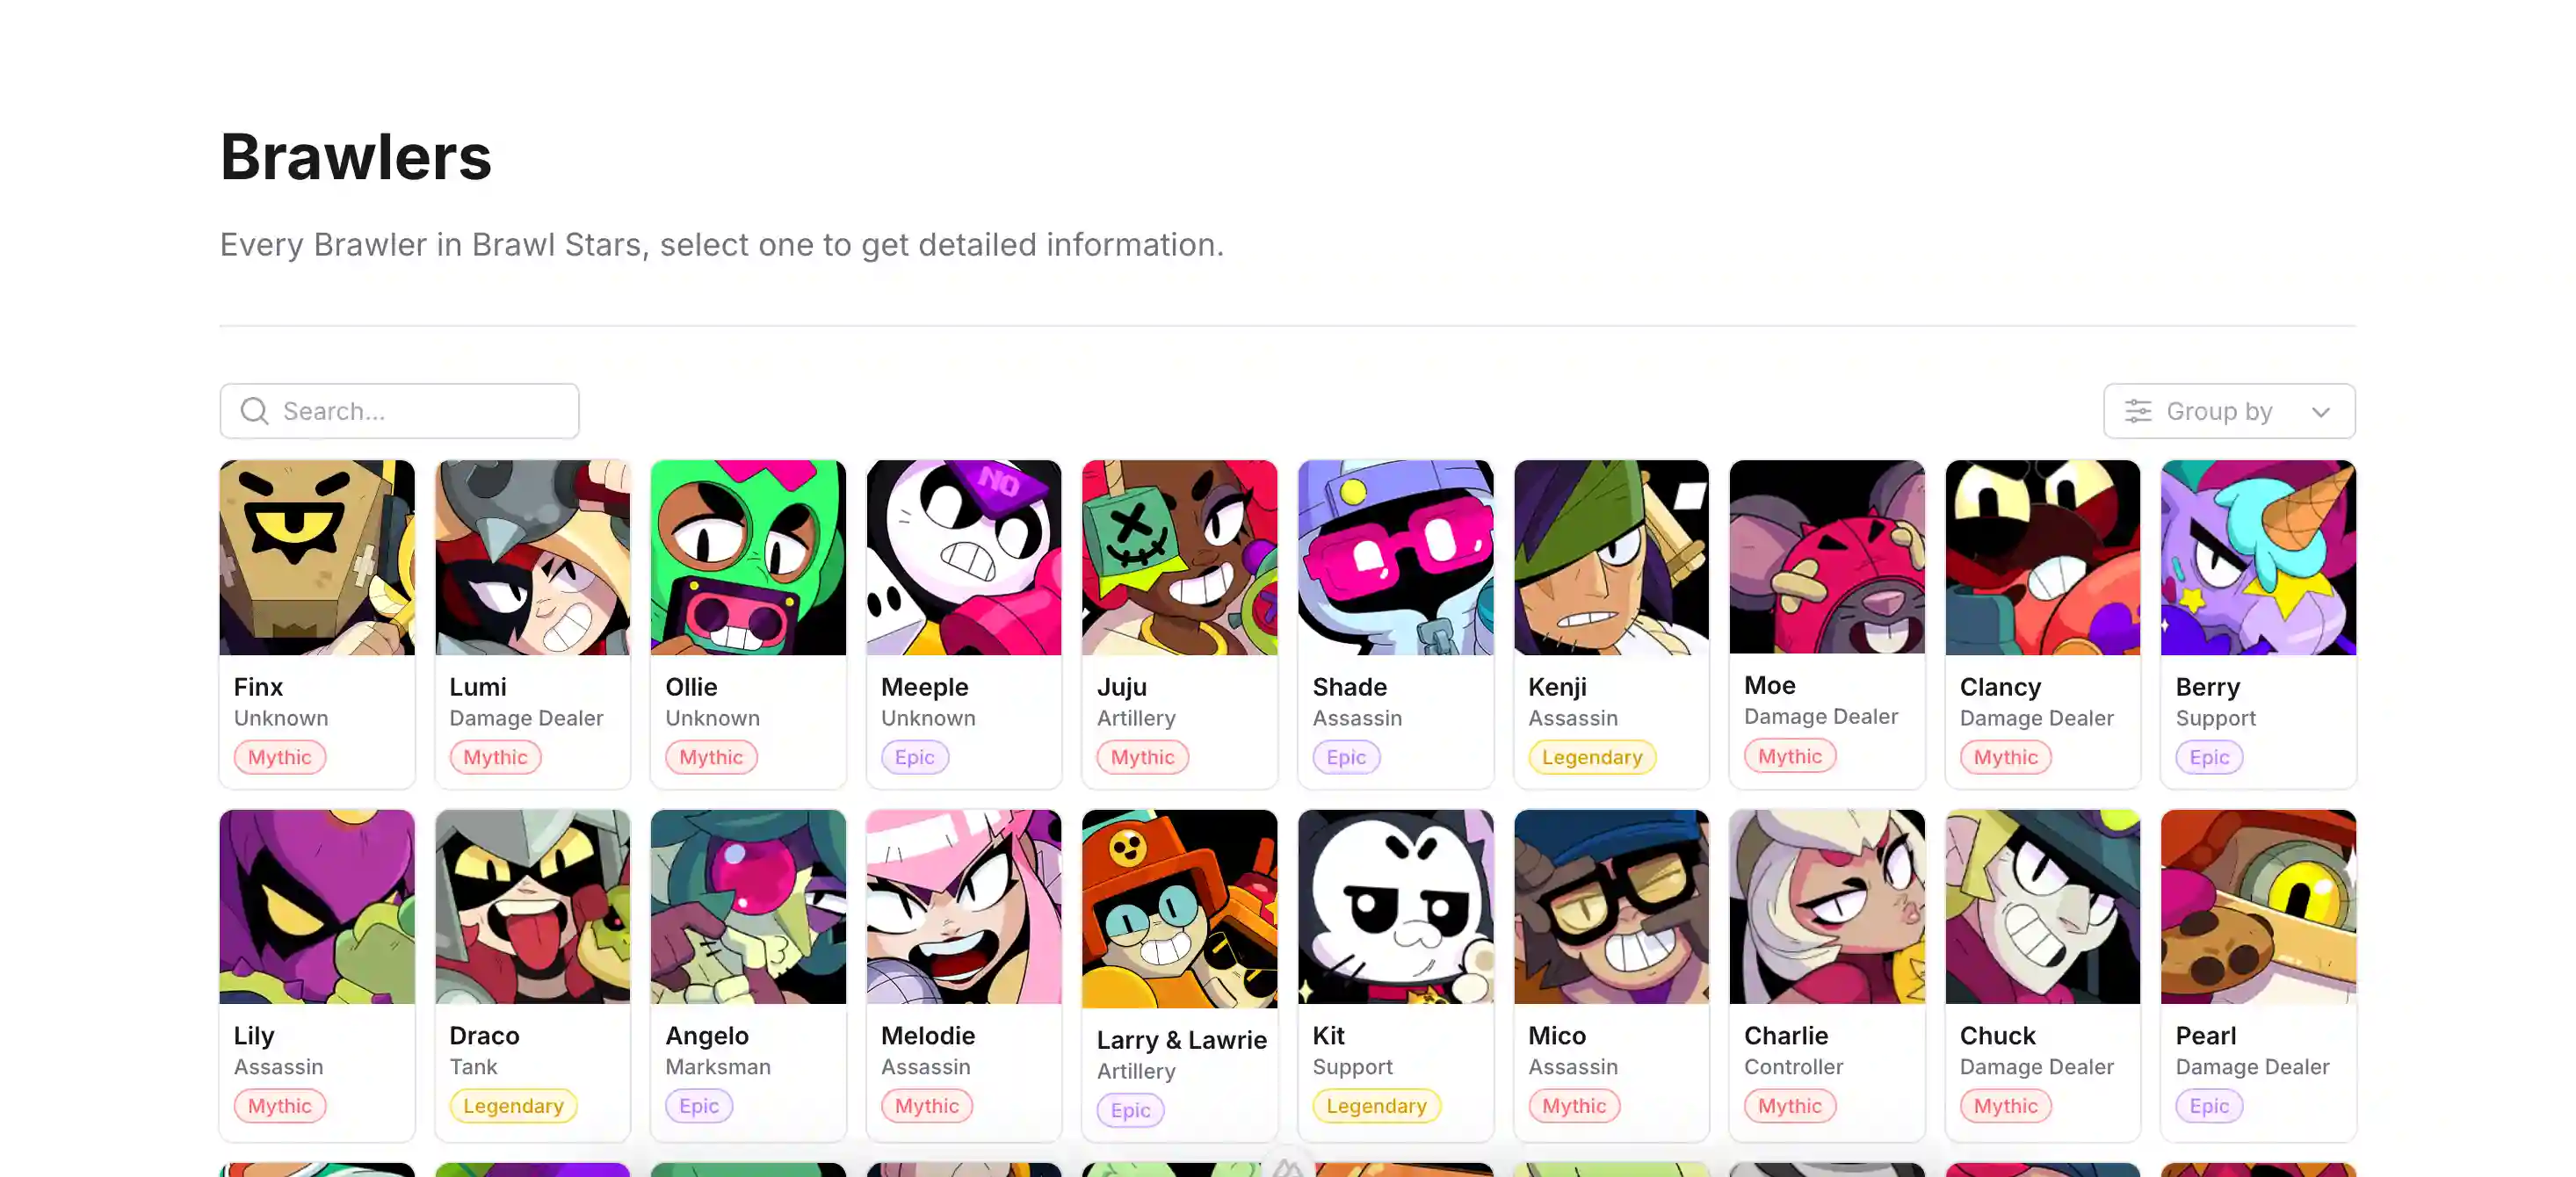 Brawlers
Every Brawler in Brawl Stars, select one to get detailed information.
Search...
Group by
NO
Finx
Unknown
Mythic
Lumi
Damage Dealer
Mythic
Ollie
Unknown
Mythic
Meeple
Unknown
Epic
Juju
Artillery
Mythic
Shade
Assassin
Epic
Kenji
Assassin
Legendary
Moe
Damage Dealer
Mythic
Clancy
Damage Dealer
Mythic
Berry
Support
Epic
Lily
Assassin
Mythic
Draco
Tank
Legendary
Angelo
Marksman
Epic
Melodie
Assassin
Mythic
Larry & Lawrie
Artillery
Epic
Kit
Support
Legendary
Mico
Assassin
Mythic
Charlie
Controller
Mythic
Chuck
Damage Dealer
Mythic
Pearl
Damage Dealer
Epic